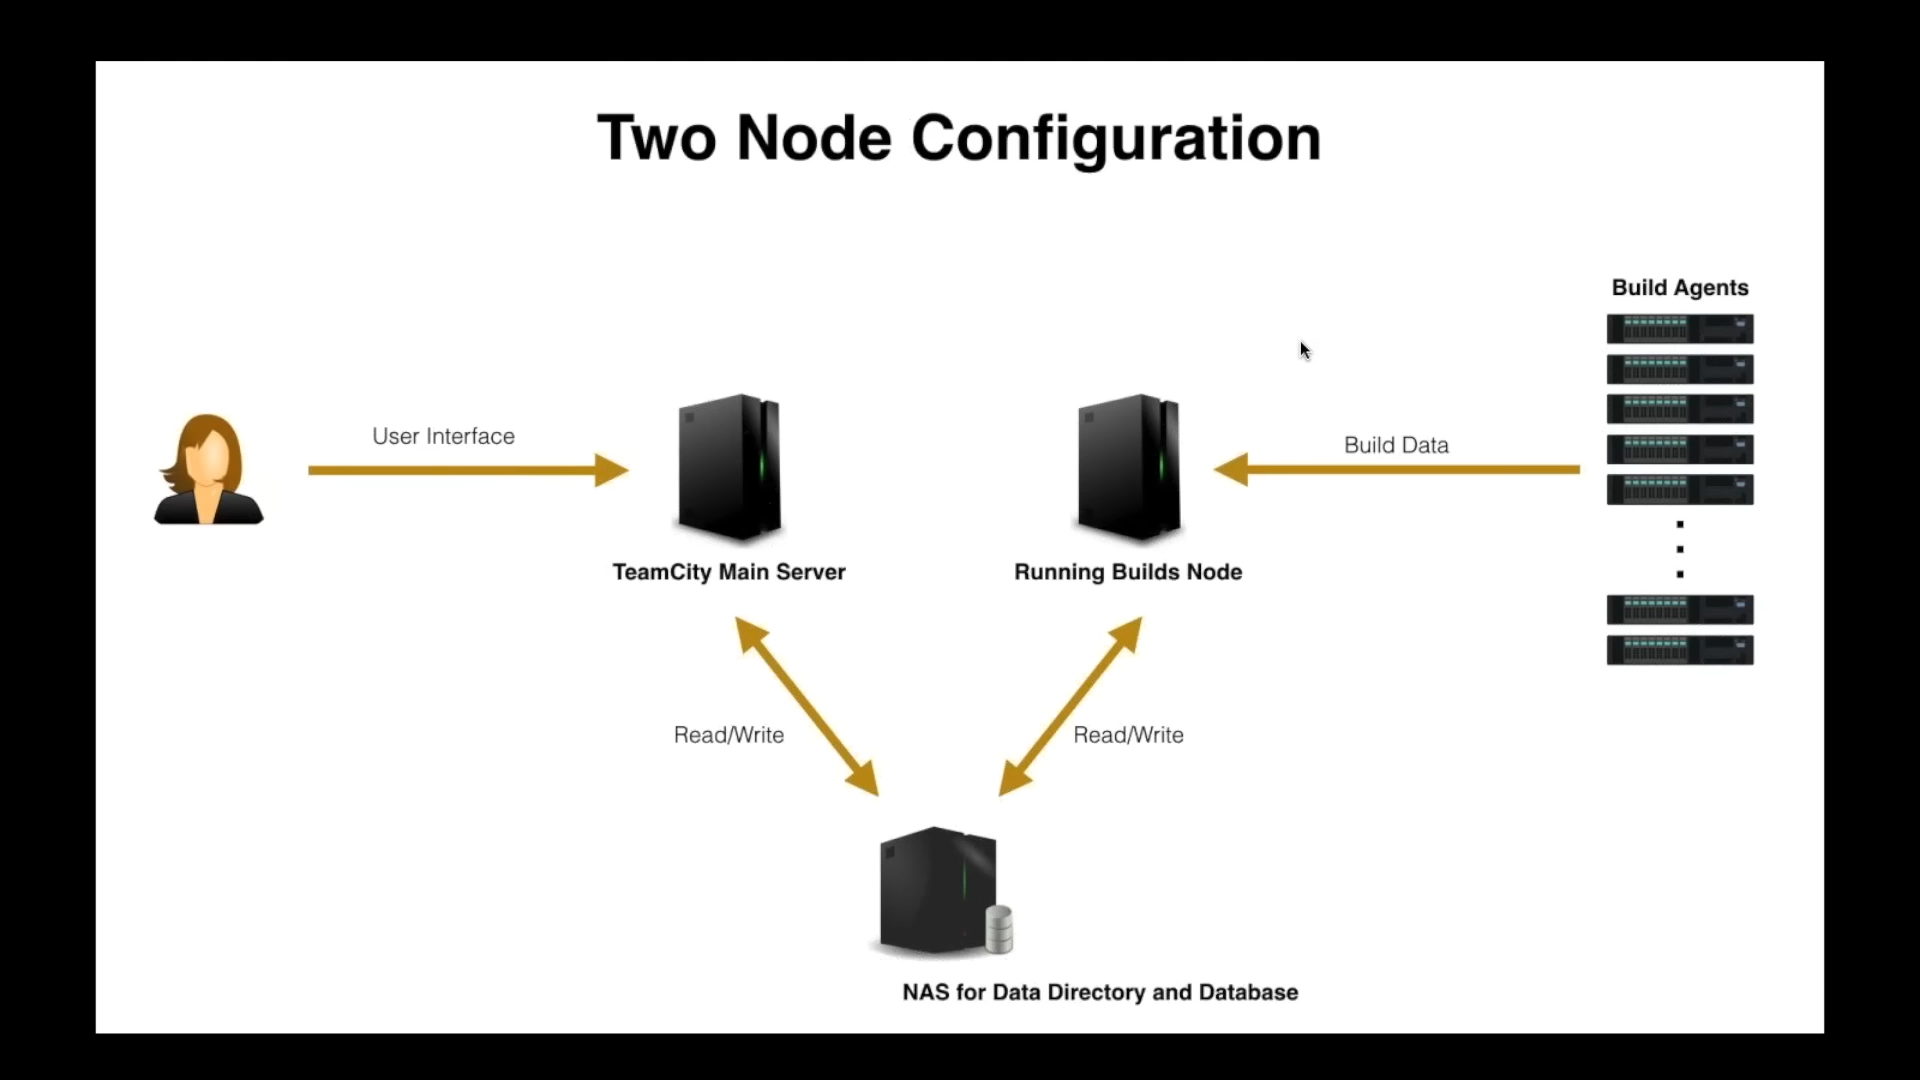 Two Node Configuration
Build Agents
User Interface
Build Data
TeamCity Main Server
Running Builds Node
Read/Write
Read/Write
NAS for Data Directory and Database